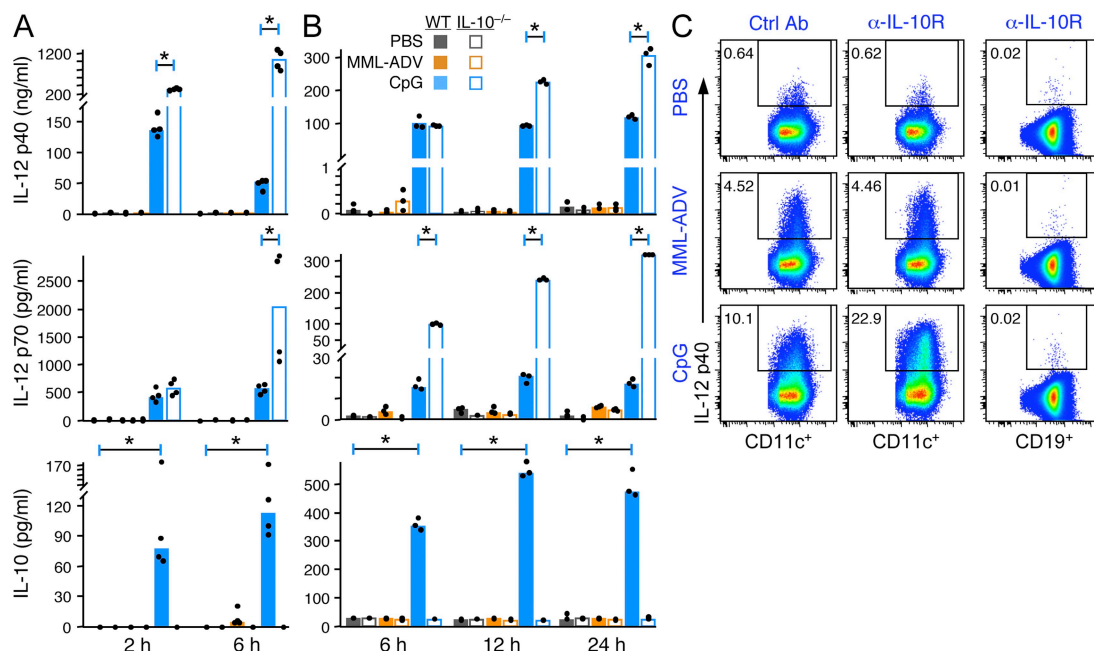 A
B
C
WT IL-10−/−
PBS
MML-ADV
CpG
IL-12 p40 (ng/ml)
1200
200
150
100
50
0
*
*
300
200
100
1
0
*
*
IL-12 p70 (pg/ml)
2500
2000
1500
1000
500
0
*
300
200
100
50
30
0
*
*
*
IL-10 (pg/ml)
170
120
90
60
30
0
*
*
2 h
6 h
500
400
300
200
100
0
*
*
*
6 h
12 h
24 h
Ctrl Ab
α-IL-10R
α-IL-10R
PBS
0.64
0.62
0.02
MML-ADV
4.52
4.46
0.01
CpG
10.1
22.9
0.02
IL-12 p40
CD11c+
CD11c+
CD19+